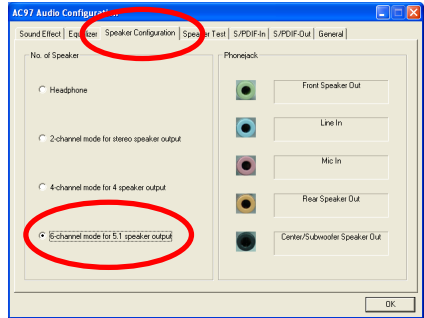 AC97 Audio Configuration
Sound Effect Equalizer Speaker Configuration Speaker Test S/PDIF-In S/PDIF-Out General
No. of Speaker
Headphone
2-channel mode for stereo speaker output
4-channel mode for 4 speaker output
6-channel mode for 5.1 speaker output
Phonejack
Front Speaker Out
Line In
Mic In
Rear Speaker Out
Center/Subwoofer Speaker Out
OK